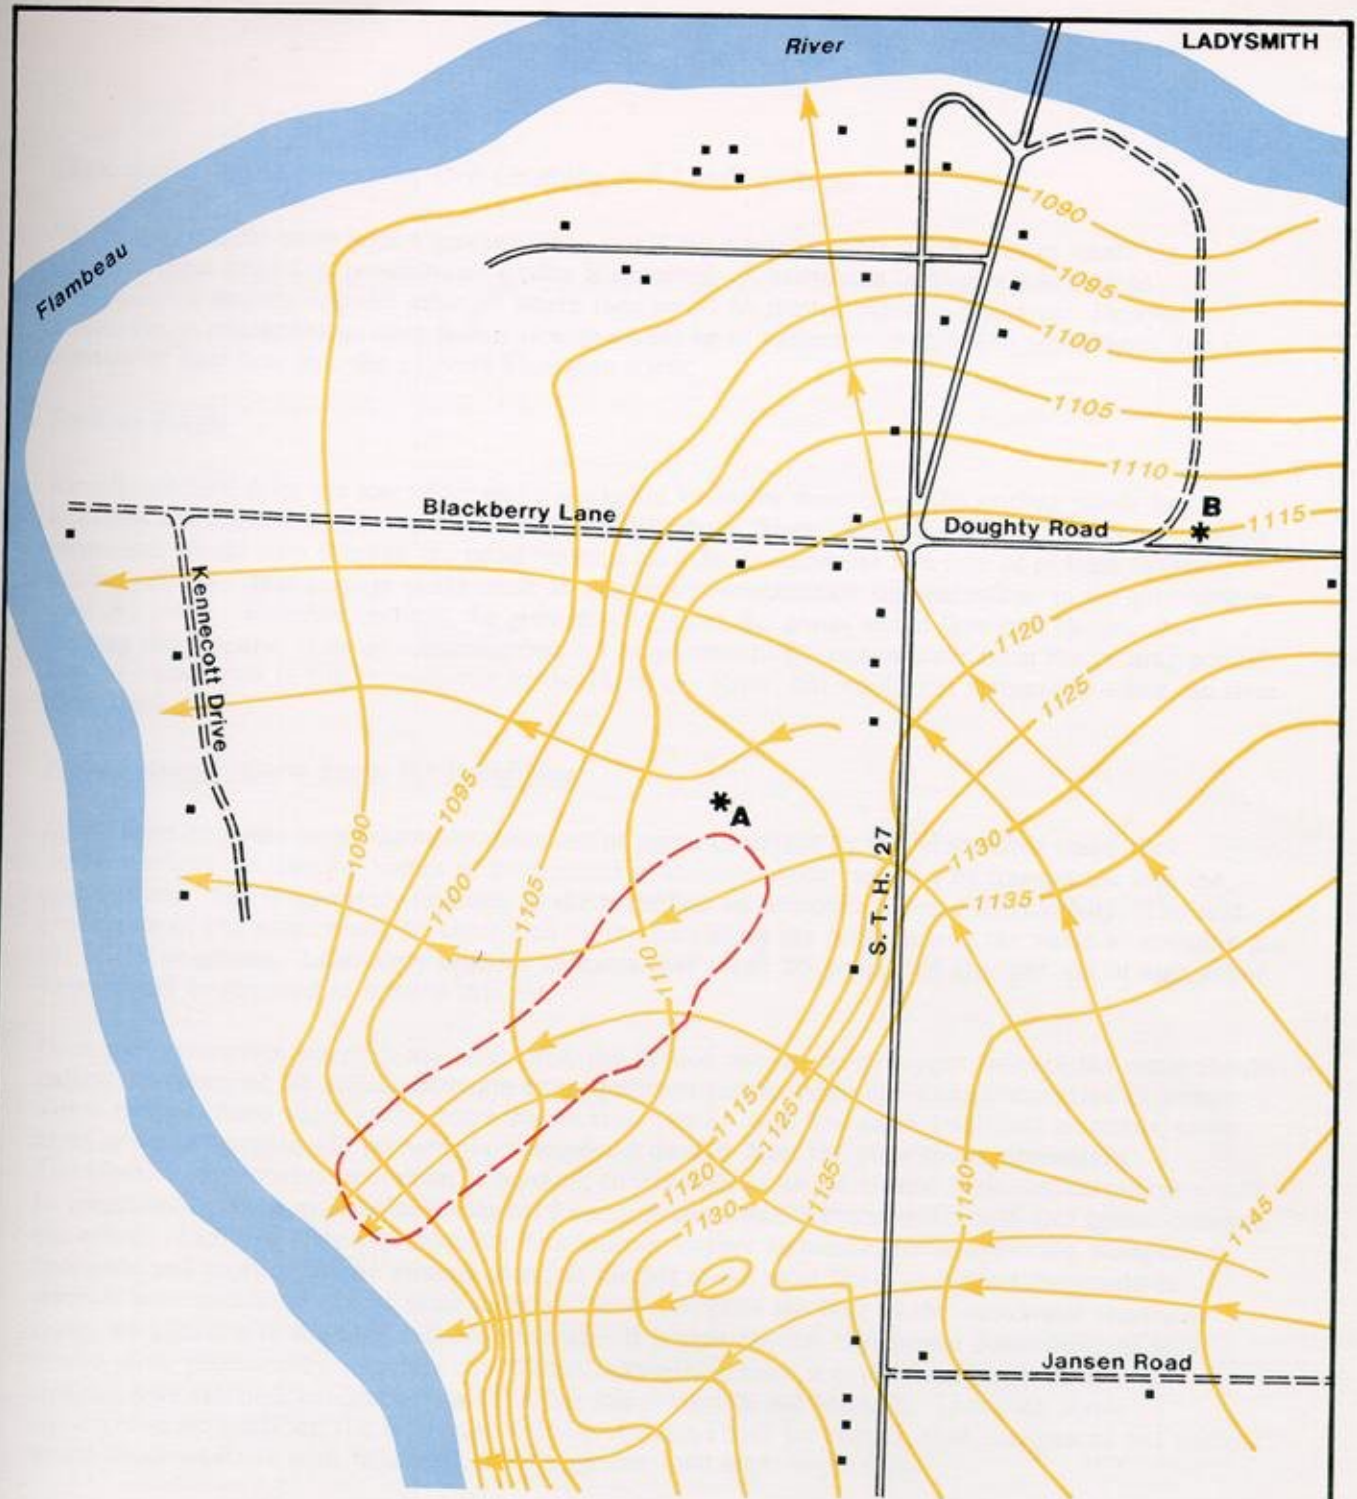 River
LADYSMITH
Flambeau
1090
1095
1100
1105
1110
B
1115
Blackberry Lane
Doughty Road
Kennecott Drive
1120
1125
A
1090
1095
1100
1105
1110
S. T. H. 27
1130
1135
1115
1125
1120
1130
1135
1140
1145
Jansen Road